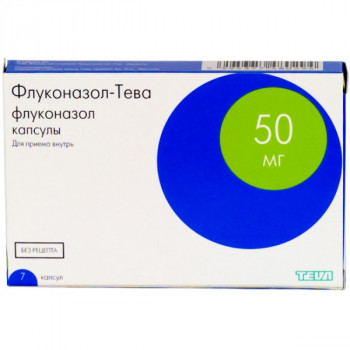 Флуконазол-Тева
флуконазол
капсулы
Для приема внутрь
50
мг
БЕЗ РЕЦЕПТА
7 капсул
TEVA